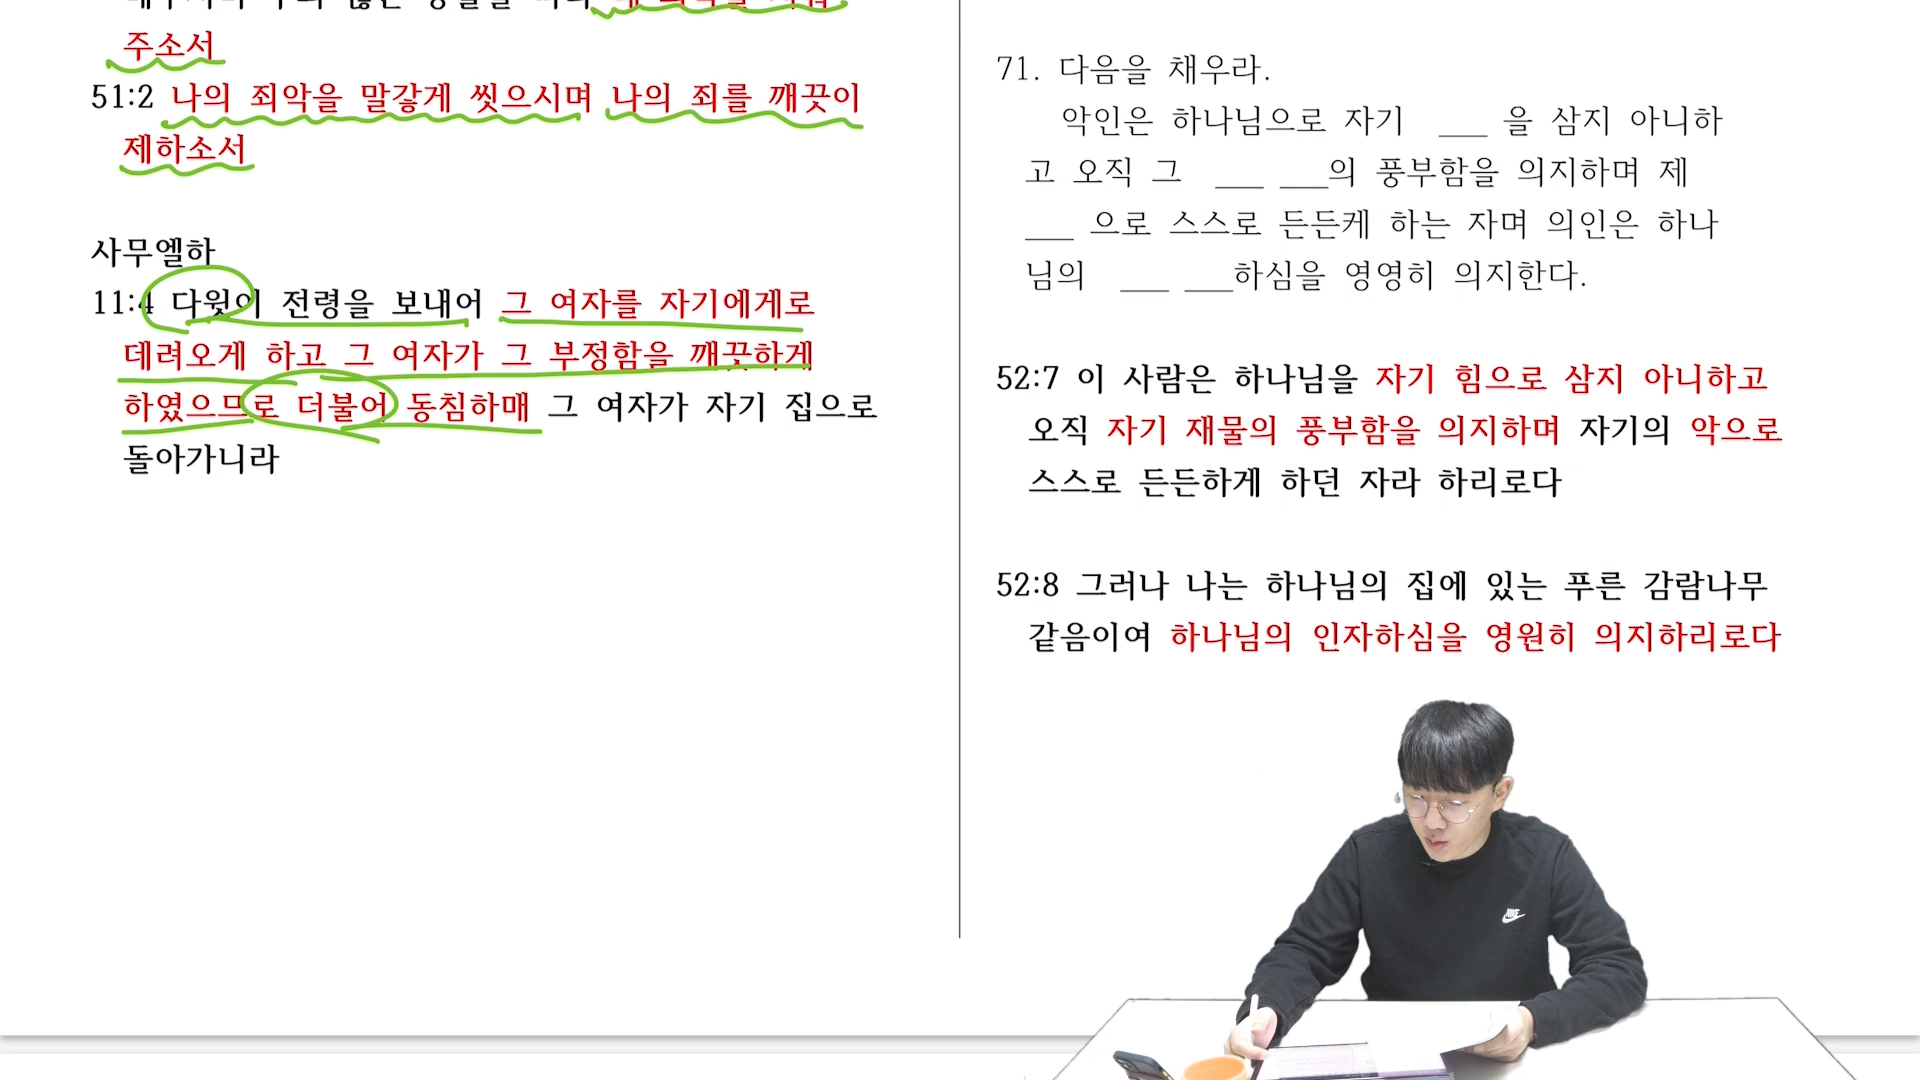 주소서
51:2 나의 죄악을 말갛게 씻으시며 나의 죄를 깨끗이
제하소서
사무엘하
11:4 다윗이 전령을 보내어 그 여자를 자기에게로
데려오게 하고 그 여자가 그 부정함을 깨끗하게
하였으므로 더불어 동침하매 그 여자가 자기 집으로
돌아가니라
71. 다음을 채우라.
악인은 하나님으로 자기 ___ 을 삼지 아니하
고 오직 그 ___ ___의 풍부함을 의지하며 제
___ 으로 스스로 든든케 하는 자며 의인은 하나
님의 ___ ___하심을 영영히 의지한다.
52:7 이 사람은 하나님을 자기 힘으로 삼지 아니하고
오직 자기 재물의 풍부함을 의지하며 자기의 악으로
스스로 든든하게 하던 자라 하리로다
52:8 그러나 나는 하나님의 집에 있는 푸른 감람나무
같음이여 하나님의 인자하심을 영원히 의지하리로다